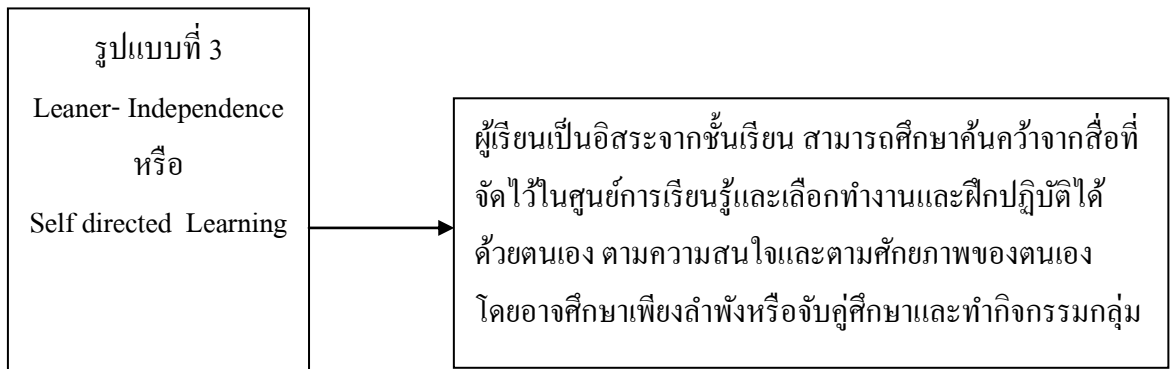 รูปแบบที่ 3
Leaner- Independence
หรือ
Self directed Learning
ผู้เรียนเป็นอิสระจากชั้นเรียน สามารถศึกษาค้นคว้าจากสื่อที่
จัดไว้ในศูนย์การเรียนรู้และเลือกทำงานและฝึกปฏิบัติได้
ด้วยตนเอง ตามความสนใจและตามศักยภาพของตนเอง
โดยอาจศึกษาเพียงลำพังหรือจับคู่ศึกษาและทำกิจกรรมกลุ่ม